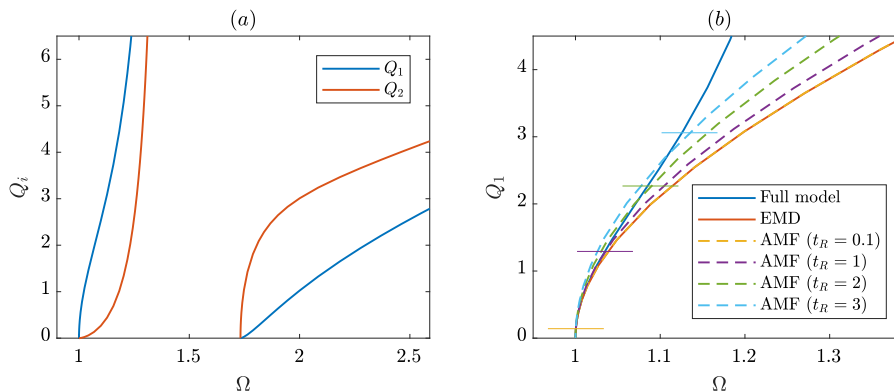 (a)
6
5
4
3
2
1
0
Q_i
1
1.5
2
2.5
Ω
Q_1
Q_2
(b)
4
3
2
1
0
Q_1
1
1.1
1.2
1.3
Ω
Full model
EMD
AMF (t_R = 0.1)
AMF (t_R = 1)
AMF (t_R = 2)
AMF (t_R = 3)